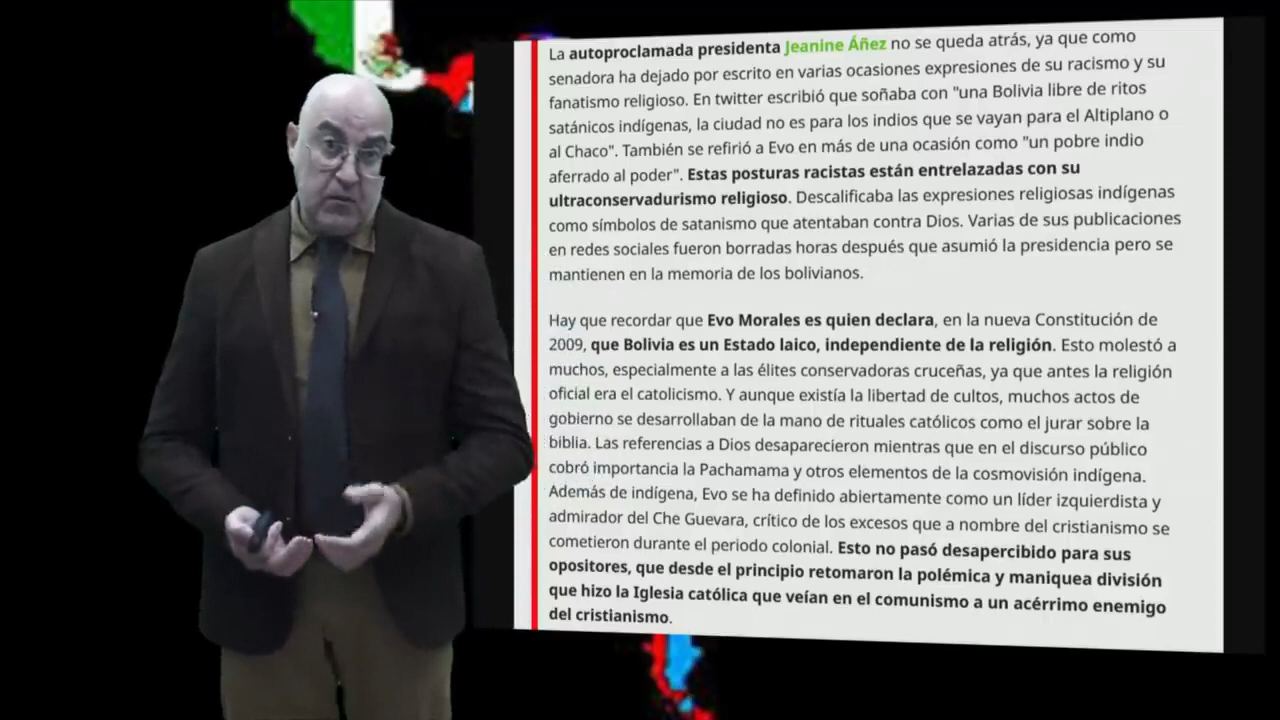 La autoproclamada presidenta Jeanine Áñez no se queda atrás, ya que como
senadora ha dejado por escrito en varias ocasiones expresiones de su racismo y su
fanatismo religioso. En twitter escribió que soñaba con "una Bolivia libre de ritos
satánicos indígenas, la ciudad no es para los indios que se vayan para el Altiplano o
al Chaco". También se refirió a Evo en más de una ocasión como "un pobre indio
aferrado al poder". Estas posturas racistas están entrelazadas con su
ultraconservadurismo religioso. Descalificaba las expresiones religiosas indígenas
como símbolos de satanismo que atentaban contra Dios. Varias de sus publicaciones
en redes sociales fueron borradas horas después que asumió la presidencia pero se
mantienen en la memoria de los bolivianos.
Hay que recordar que Evo Morales es quien declara, en la nueva Constitución de
2009, que Bolivia es un Estado laico, independiente de la religión. Esto molestó a
muchos, especialmente a las élites conservadoras cruceñas, ya que antes la religión
oficial era el catolicismo. Y aunque existía la libertad de cultos, muchos actos de
gobierno se desarrollaban de la mano de rituales católicos como el jurar sobre la
biblia. Las referencias a Dios desaparecieron mientras que en el discurso público
cobró importancia la Pachamama y otros elementos de la cosmovisión indígena.
Además de indígena, Evo se ha definido abiertamente como un líder izquierdista y
admirador del Che Guevara, crítico de los excesos que a nombre del cristianismo se
cometieron durante el periodo colonial. Esto no pasó desapercibido para sus
opositores, que desde el principio retomaron la polémica y maniquea división
que hizo la Iglesia católica que veían en el comunismo a un acérrimo enemigo
del cristianismo.